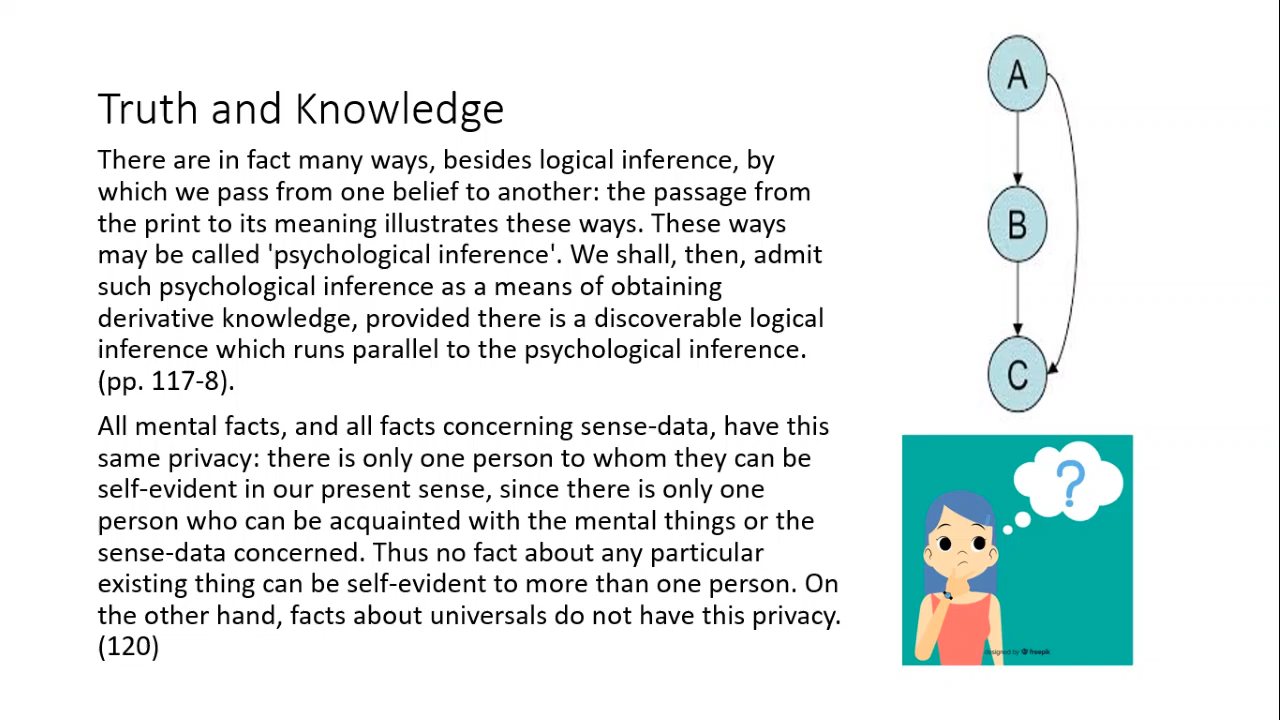 Truth and Knowledge
There are in fact many ways, besides logical inference, by
which we pass from one belief to another: the passage from
the print to its meaning illustrates these ways. These ways
may be called 'psychological inference'. We shall, then, admit
such psychological inference as a means of obtaining
derivative knowledge, provided there is a discoverable logical
inference which runs parallel to the psychological inference.
(pp. 117-8).
All mental facts, and all facts concerning sense-data, have this
same privacy: there is only one person to whom they can be
self-evident in our present sense, since there is only one
person who can be acquainted with the mental things or the
sense-data concerned. Thus no fact about any particular
existing thing can be self-evident to more than one person. On
the other hand, facts about universals do not have this privacy.
(120)
A
B
C
?
designed by freepik